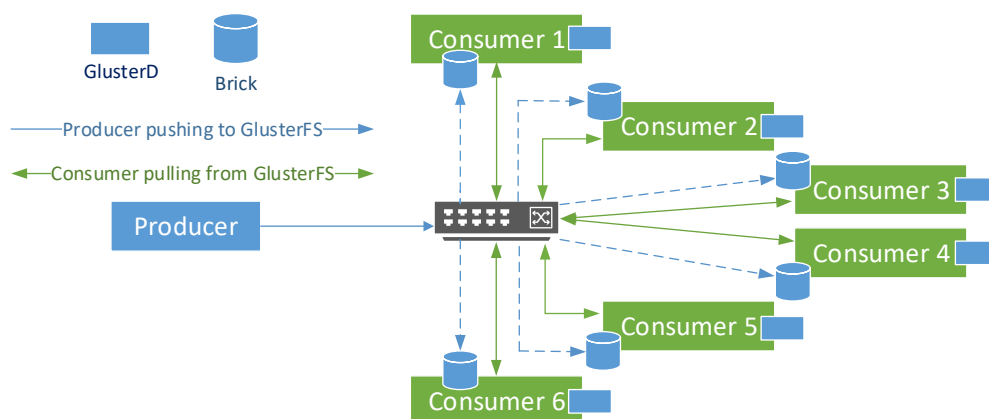 GlusterD
Brick
Producer pushing to GlusterFS
Consumer pulling from GlusterFS
Producer
Consumer 1
Consumer 2
Consumer 3
Consumer 4
Consumer 5
Consumer 6